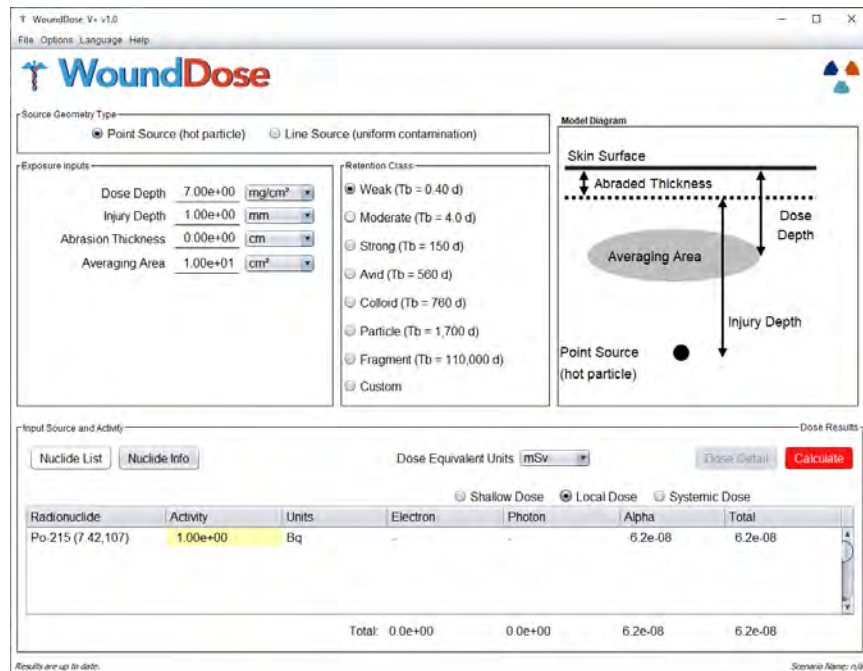 WoundDose V+ v1.0
File Options Language Help
WoundDose
Source Geometry Type
Point Source (hot particle) Line Source (uniform contamination)
Exposure Inputs
Dose Depth 7.00e+00 mg/cm²
Injury Depth 1.00e+00 mm
Abrasion Thickness 0.00e+00 cm
Averaging Area 1.00e+01 cm²
Retention Class
Weak (Tb = 0.40 d)
Moderate (Tb = 4.0 d)
Strong (Tb = 150 d)
Avid (Tb = 560 d)
Colloid (Tb = 760 d)
Particle (Tb = 1,700 d)
Fragment (Tb = 110,000 d)
Custom
Model Diagram
Skin Surface
Abraded Thickness
Dose
Depth
Averaging Area
Injury Depth
Point Source
(hot particle)
Input Source and Activity Dose Results
Nuclide List Nuclide Info Dose Equivalent Units mSv Dose Detail Calculate
Shallow Dose Local Dose Systemic Dose
Radionuclide Activity Units Electron Photon Alpha Total
Po-215 (7.42,107) 1.00e+00 Bq - - 6.2e-08 6.2e-08
Total: 0.0e+00 0.0e+00 6.2e-08 6.2e-08
Results are up to date. Scenario Name: n/a